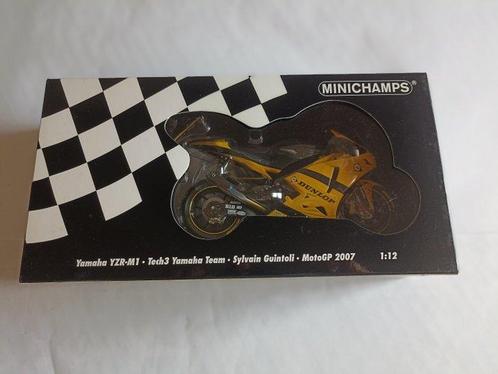 MINICHAMPS
DUNLOP
Yamaha YZR-M1 • Tech3 Yamaha Team • Sylvain Guintoli • MotoGP 2007 1:12